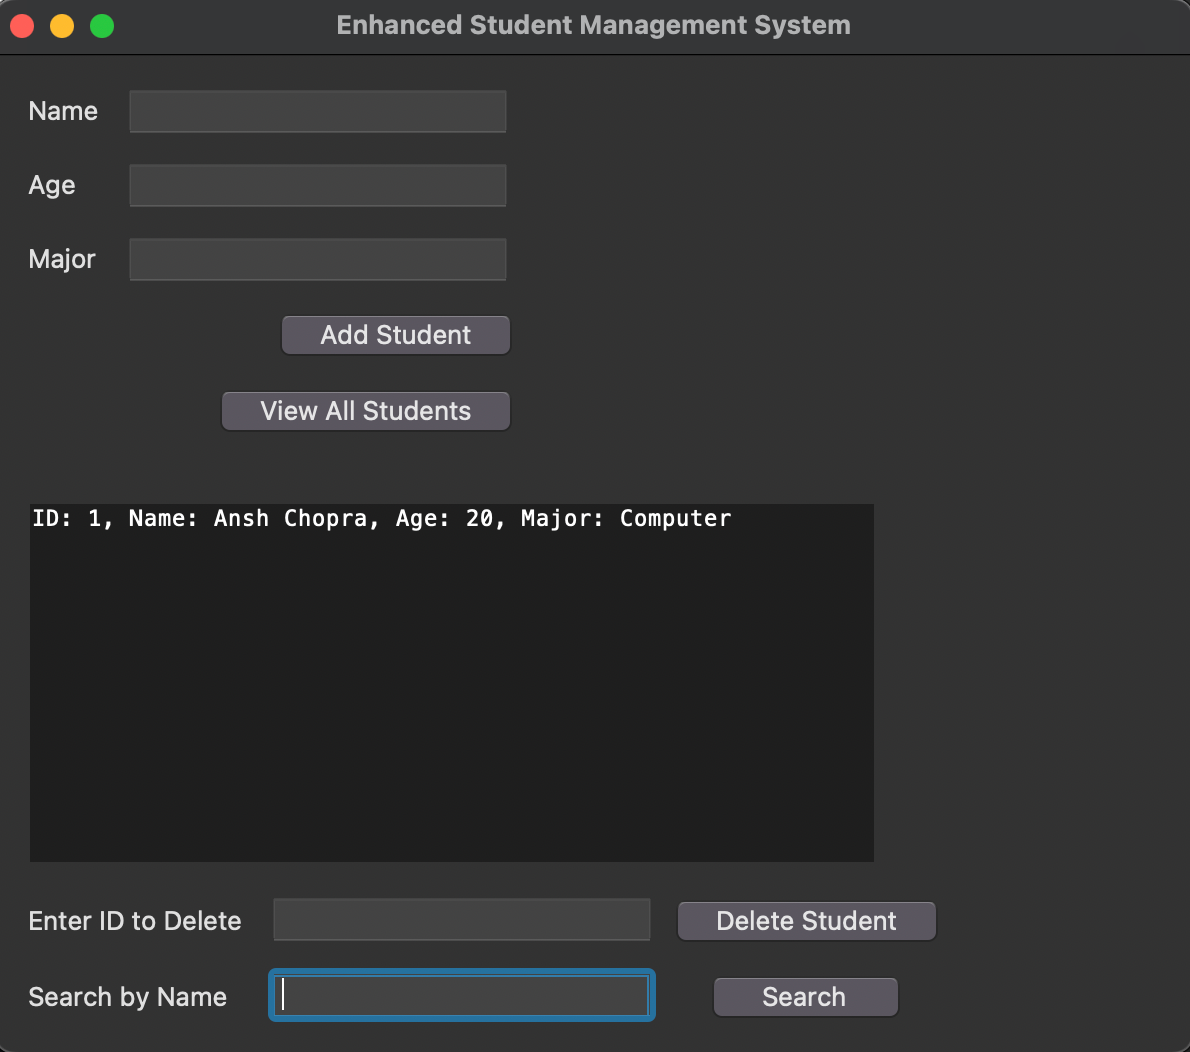 Enhanced Student Management System
Name
Age
Major
Add Student
View All Students
ID: 1, Name: Ansh Chopra, Age: 20, Major: Computer
Enter ID to Delete
Delete Student
Search by Name
Search